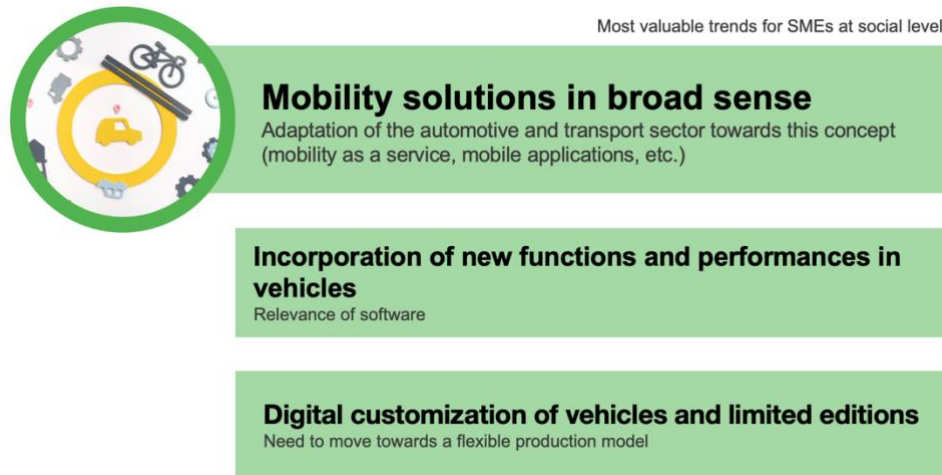 Most valuable trends for SMEs at social level
Mobility solutions in broad sense
Adaptation of the automotive and transport sector towards this concept
(mobility as a service, mobile applications, etc.)
Incorporation of new functions and performances in
vehicles
Relevance of software
Digital customization of vehicles and limited editions
Need to move towards a flexible production model